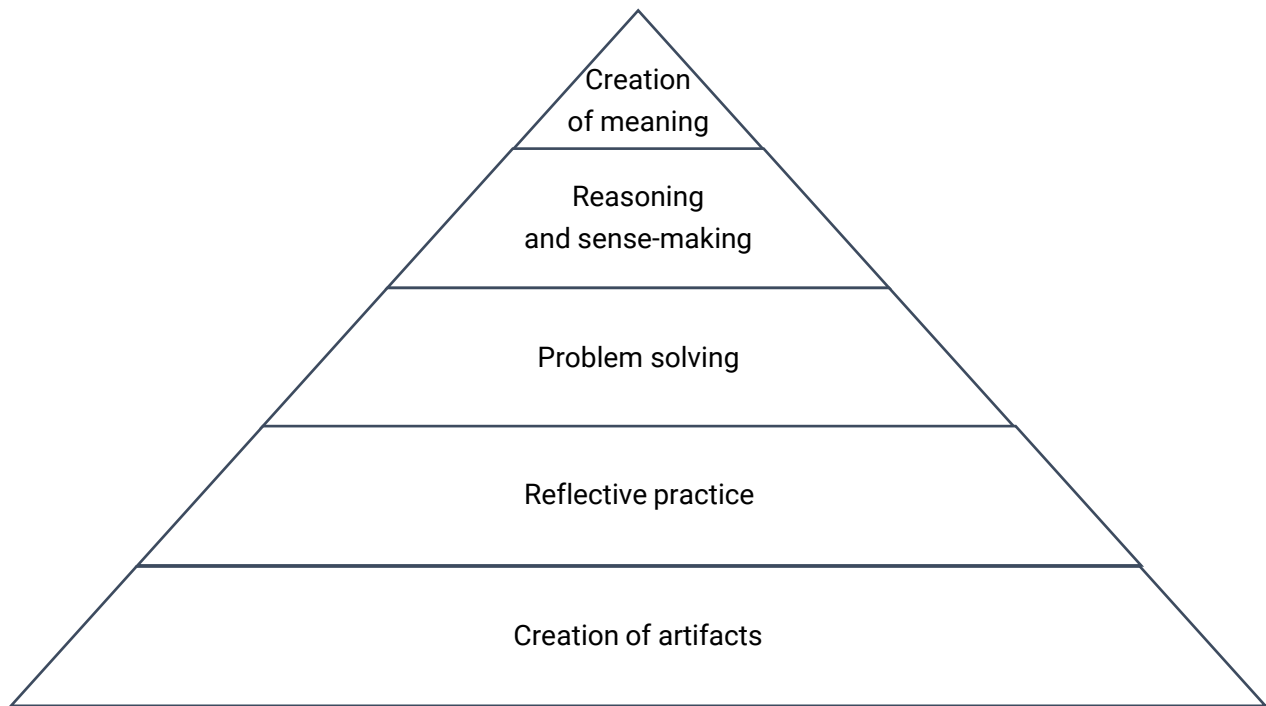 Creation
of meaning
Reasoning
and sense-making
Problem solving
Reflective practice
Creation of artifacts